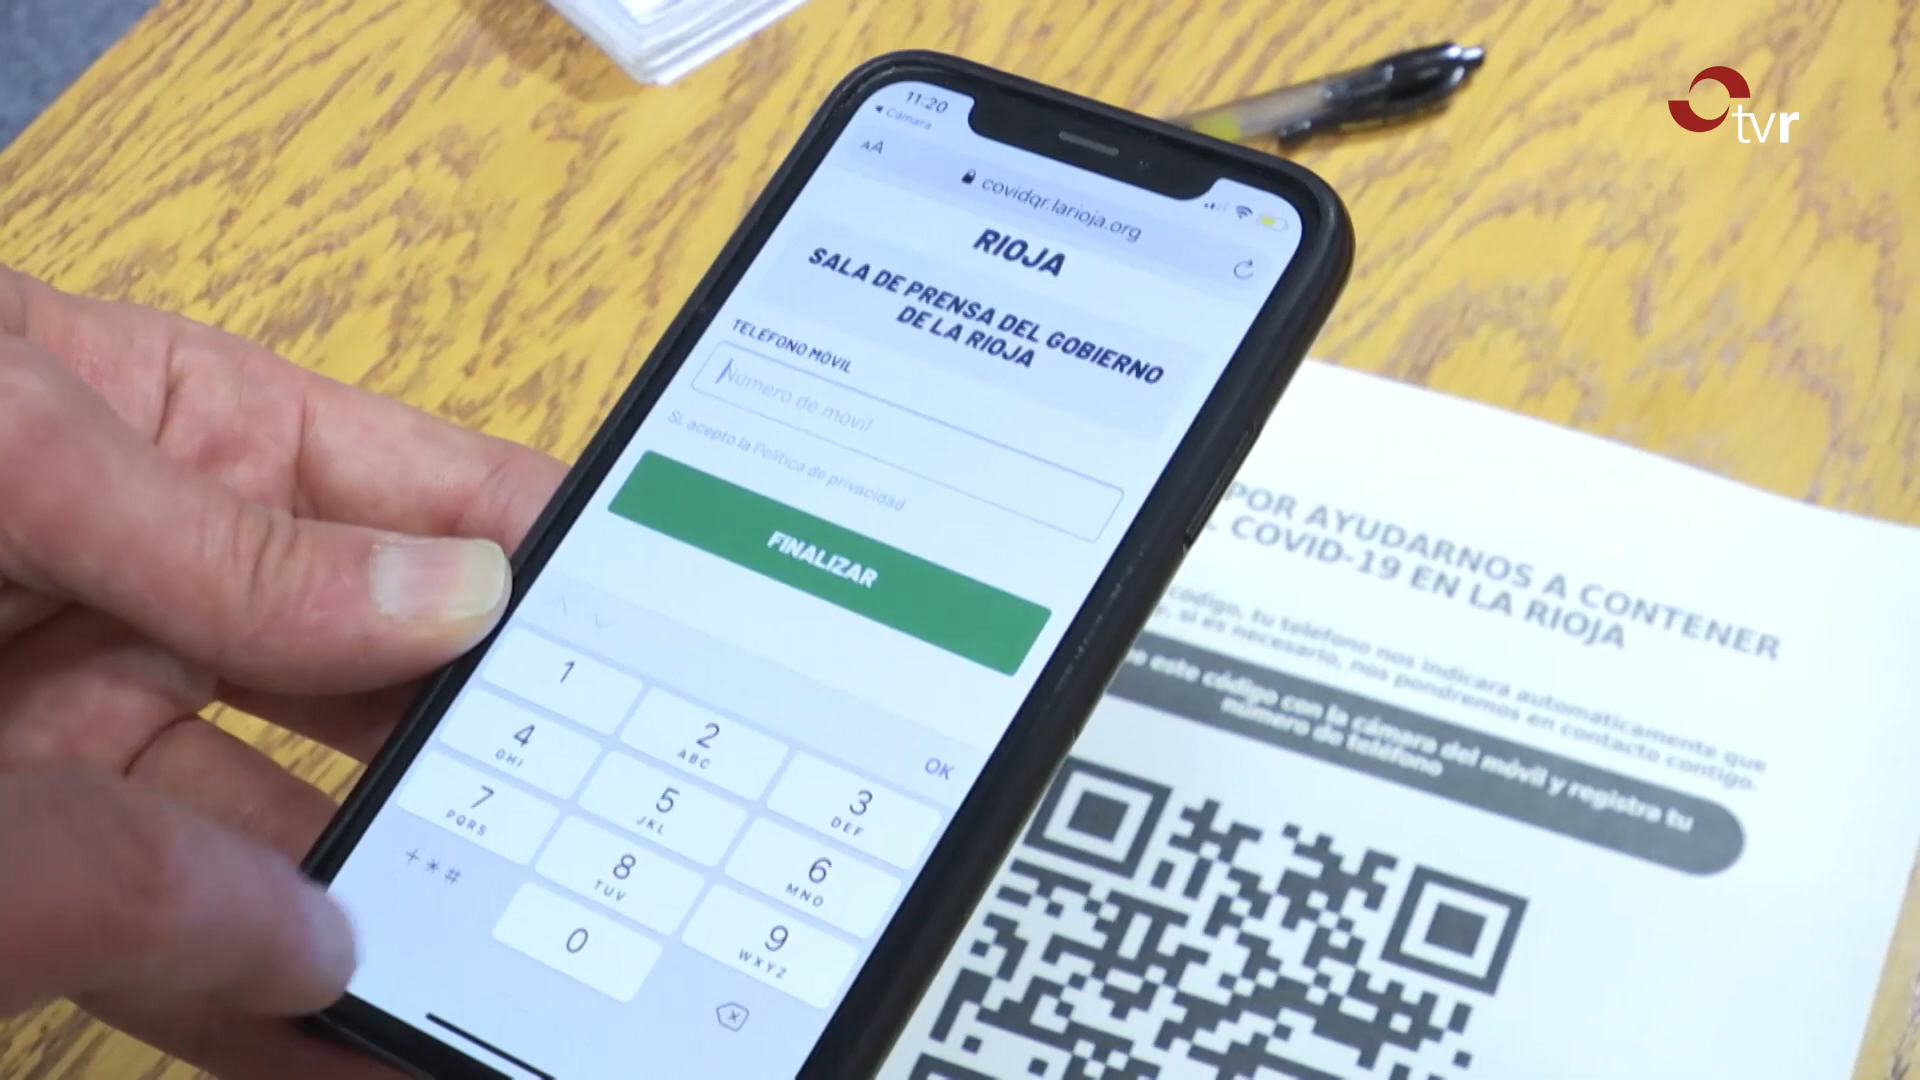 11:20
Cámara
AA
covidqr.larioja.org
RIOJA
SALA DE PRENSA DEL GOBIERNO
DE LA RIOJA
TELÉFONO MÓVIL
Número de móvil
Sí, acepto la Política de privacidad
FINALIZAR
OK
1
2
ABC
3
DEF
4
GHI
5
JKL
6
MNO
7
PQRS
8
TUV
9
WXYZ
+*#
0
tvr
POR AYUDARNOS A CONTENER
COVID-19 EN LA RIOJA
código, tu teléfono nos indicará automáticamente que
si es necesario, nos pondremos en contacto contigo.
este código con la cámara del móvil y registra tu
número de teléfono